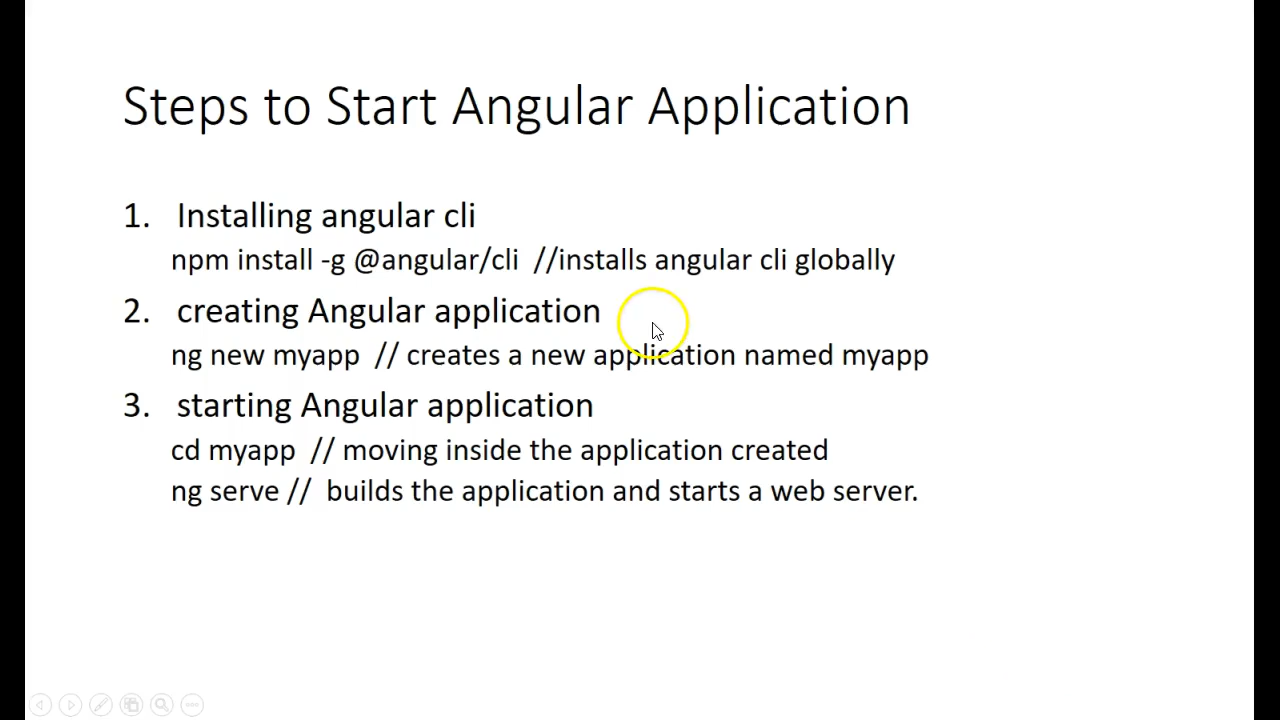 Steps to Start Angular Application
1. Installing angular cli
npm install -g @angular/cli //installs angular cli globally
2. creating Angular application
ng new myapp // creates a new application named myapp
3. starting Angular application
cd myapp // moving inside the application created
ng serve // builds the application and starts a web server.